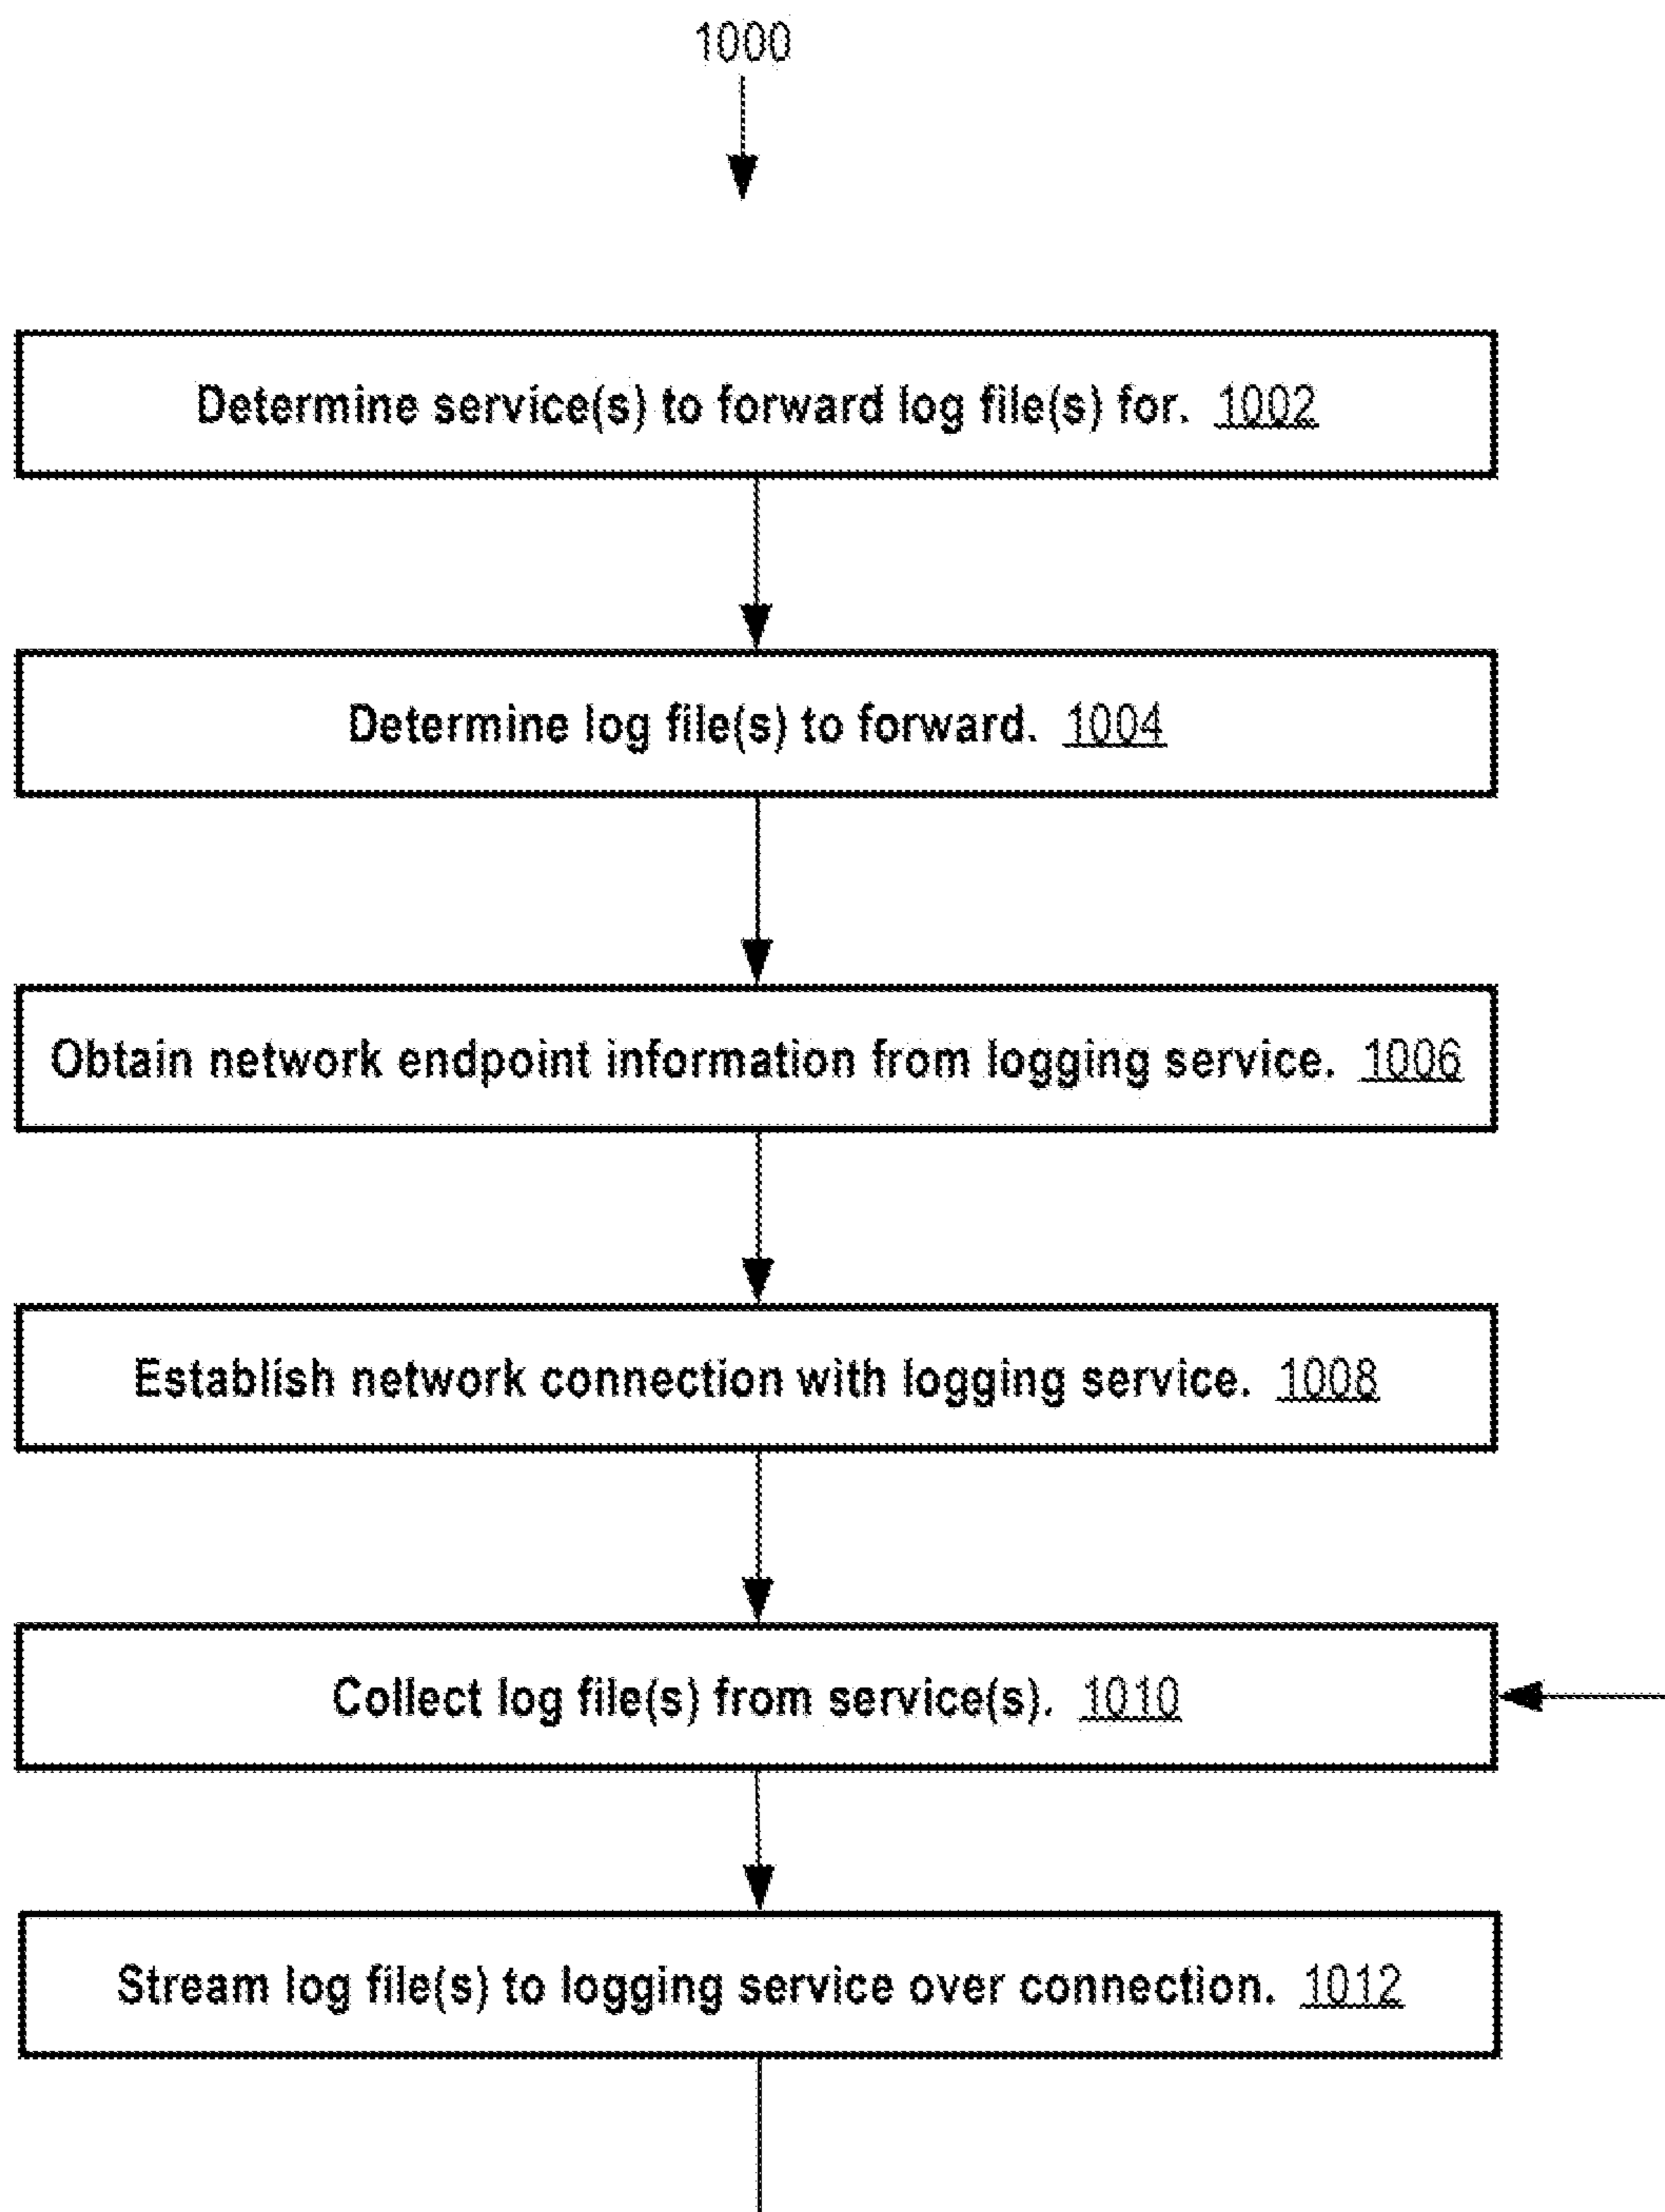 1000
Determine service(s) to forward log file(s) for. 1002
Determine log file(s) to forward. 1004
Obtain network endpoint information from logging service. 1006
Establish network connection with logging service. 1008
Collect log file(s) from service(s). 1010
Stream log file(s) to logging service over connection. 1012